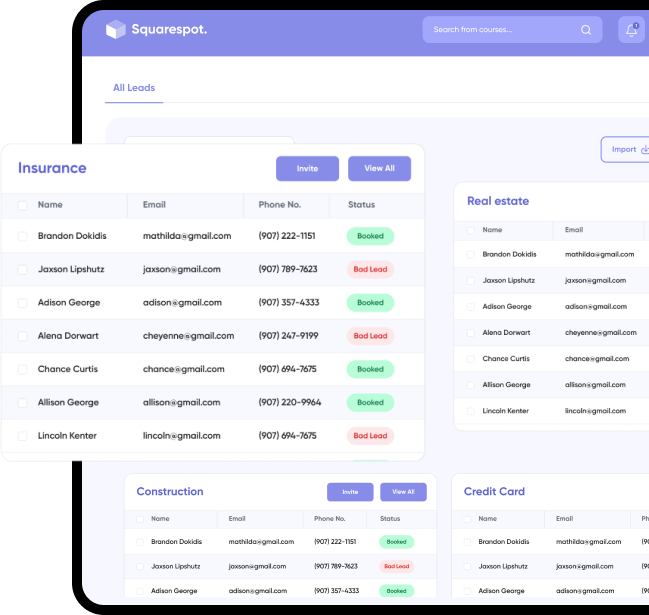 Squarespot.
Search from courses...
All Leads
Import
Insurance
Invite
View All
Name Email Phone No. Status
Brandon Dokidis mathilda@gmail.com (907) 222-1151 Booked
Jaxson Lipshutz jaxson@gmail.com (907) 789-7623 Bad Lead
Adison George adison@gmail.com (907) 357-4333 Booked
Alena Dorwart cheyenne@gmail.com (907) 247-9199 Bad Lead
Chance Curtis chance@gmail.com (907) 694-7675 Booked
Allison George allison@gmail.com (907) 220-9964 Booked
Lincoln Kenter lincoln@gmail.com (907) 694-7675 Bad Lead
Real estate
Name Email
Brandon Dokidis mathilda@gmail.com
Jaxson Lipshutz jaxson@gmail.com
Adison George adison@gmail.com
Alena Dorwart cheyenne@gmail.com
Chance Curtis chance@gmail.com
Allison George allison@gmail.com
Lincoln Kenter lincoln@gmail.com
Construction
Invite
View All
Name Email Phone No. Status
Brandon Dokidis mathilda@gmail.com (907) 222-1151 Booked
Jaxson Lipshutz jaxson@gmail.com (907) 789-7623 Bad Lead
Adison George adison@gmail.com (907) 357-4333 Booked
Credit Card
Name Email Ph
Brandon Dokidis mathilda@gmail.com (90
Jaxson Lipshutz jaxson@gmail.com (90
Adison George adison@gmail.com (90